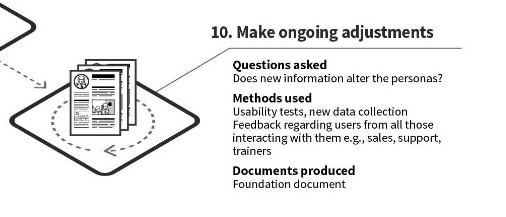 10. Make ongoing adjustments
Questions asked
Does new information alter the personas?
Methods used
Usability tests, new data collection
Feedback regarding users from all those
interacting with them e.g., sales, support,
trainers
Documents produced
Foundation document